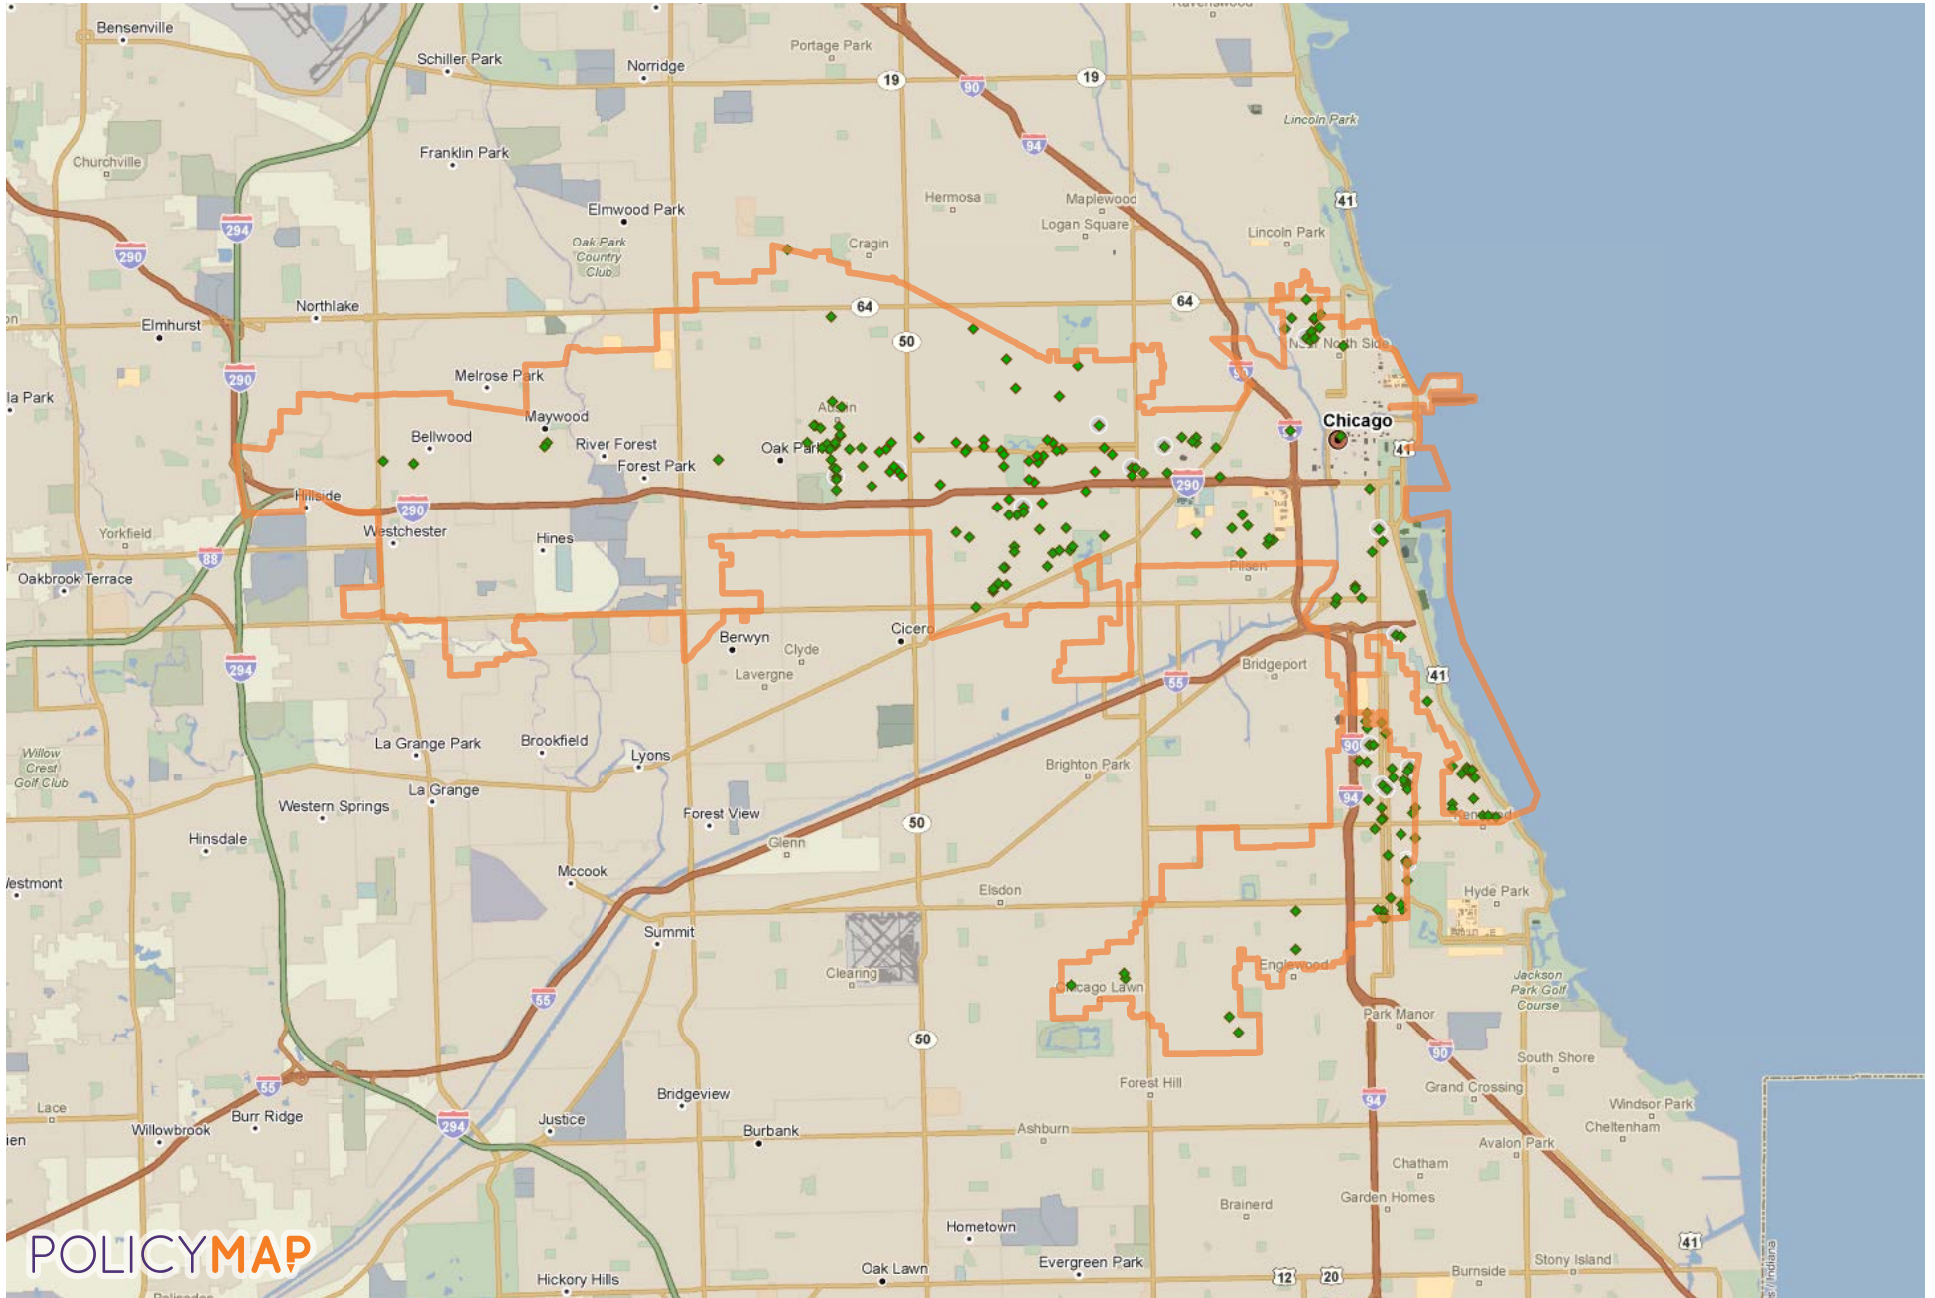 Bensenville
Schiller Park
Norridge
Portage Park
19
90
19
94
Lincoln Park
Churchville
Franklin Park
Elmwood Park
Hermosa
Maplewood
Logan Square
41
Lincoln Park
294
290
Oak Park
Country
Club
Cragin
Northlake
64
64
Elmhurst
50
Near North Side
290
Melrose Park
90
la Park
Maywood
Austin
Chicago
Bellwood
River Forest
Oak Park
Forest Park
41
Hillside
290
290
Westchester
Yorkfield
88
Hines
Oakbrook Terrace
Pilsen
Berwyn
Cicero
Clyde
Lavergne
294
Bridgeport
55
41
Willow
Crest
Golf Club
La Grange Park
Brookfield
Lyons
Brighton Park
90
La Grange
Western Springs
94
Forest View
50
Kenwood
Hinsdale
Glenn
Mccook
Westmont
Elsdon
Hyde Park
Summit
Clearing
Englewood
Chicago Lawn
Jackson
Park Golf
Course
55
Park Manor
50
90
South Shore
55
Forest Hill
Grand Crossing
Lace
Burr Ridge
Bridgeview
94
Windsor Park
Willowbrook
294
Justice
Burbank
Ashburn
Cheltenham
Avalon Park
Chatham
Garden Homes
Brainerd
Hometown
41
POLICYMAP
Oak Lawn
Evergreen Park
Stony Island
Burnside
12
20
Hickory Hills
Indiana